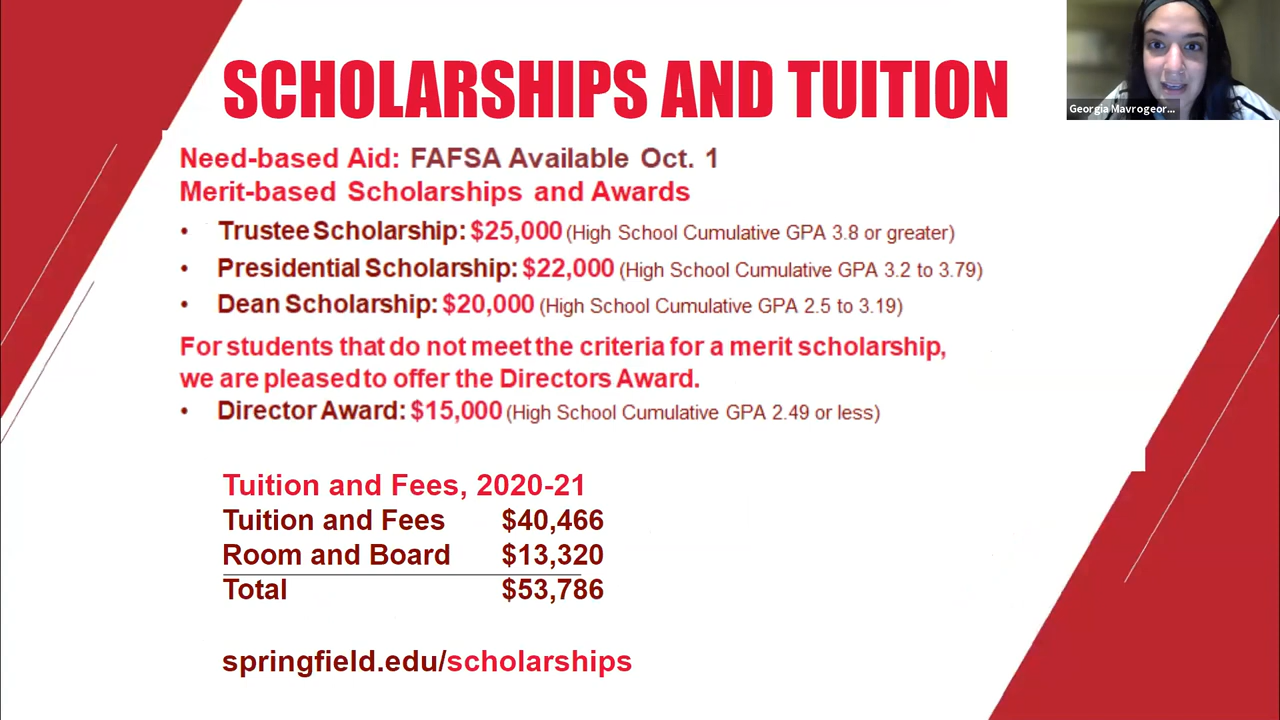 SCHOLARSHIPS AND TUITION
Georgia Mavrogeor...
Need-based Aid: FAFSA Available Oct. 1
Merit-based Scholarships and Awards
• Trustee Scholarship: $25,000 (High School Cumulative GPA 3.8 or greater)
• Presidential Scholarship: $22,000 (High School Cumulative GPA 3.2 to 3.79)
• Dean Scholarship: $20,000 (High School Cumulative GPA 2.5 to 3.19)
For students that do not meet the criteria for a merit scholarship,
we are pleased to offer the Directors Award.
• Director Award: $15,000 (High School Cumulative GPA 2.49 or less)
Tuition and Fees, 2020-21
Tuition and Fees $40,466
Room and Board $13,320
Total $53,786
springfield.edu/scholarships